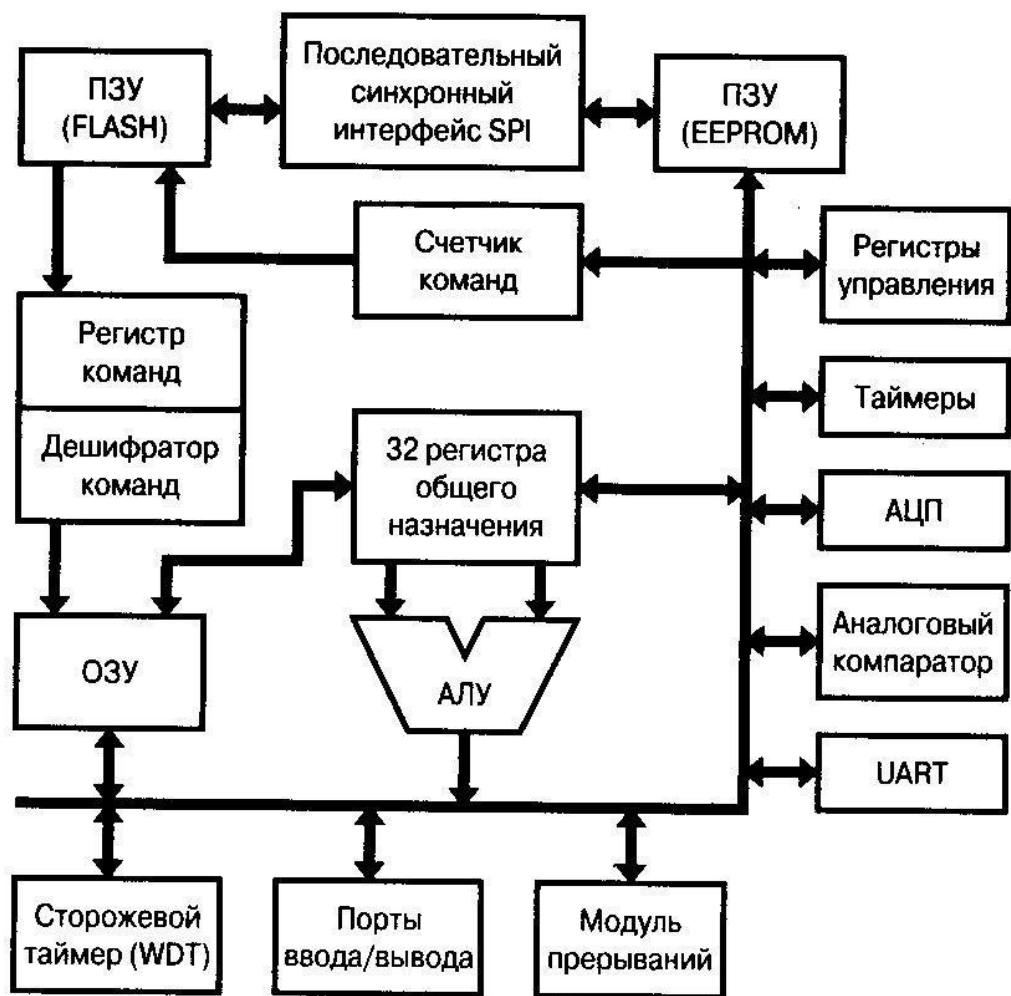 ПЗУ
(FLASH)
Последовательный
синхронный
интерфейс SPI
ПЗУ
(EEPROM)
Счетчик
команд
Регистры
управления
Регистр
команд
Таймеры
Дешифратор
команд
32 регистра
общего
назначения
АЦП
Аналоговый
компаратор
ОЗУ
АЛУ
UART
Сторожевой
таймер (WDT)
Порты
ввода/вывода
Модуль
прерываний